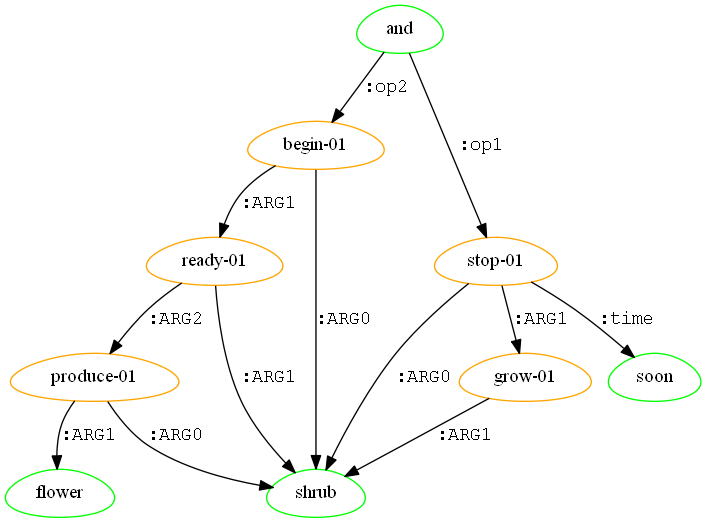 and
:op2
begin-01
:op1
:ARG1
ready-01
stop-01
:ARG2
:ARG0
:ARG1
:time
produce-01
:ARG1
:ARG0
grow-01
soon
:ARG1
:ARG0
:ARG1
flower
shrub